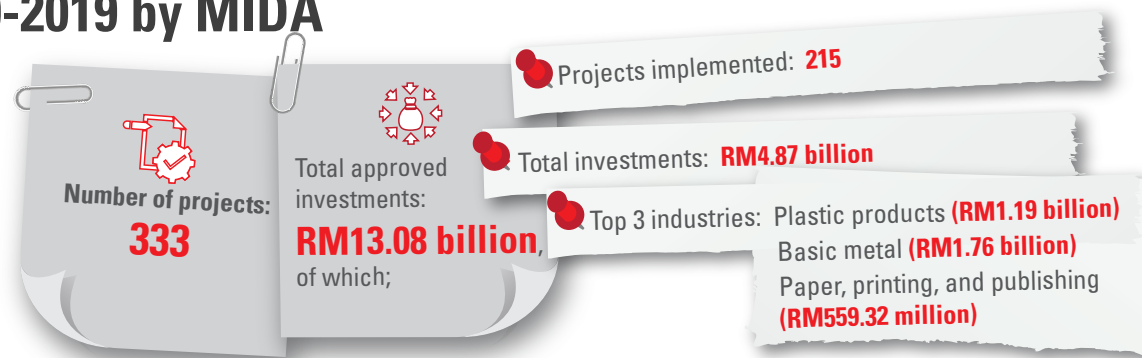 -2019 by MIDA
Number of projects:
333
Total approved
investments:
RM13.08 billion,
of which;
Projects implemented: 215
Total investments: RM4.87 billion
Top 3 industries: Plastic products (RM1.19 billion)
Basic metal (RM1.76 billion)
Paper, printing, and publishing
(RM559.32 million)